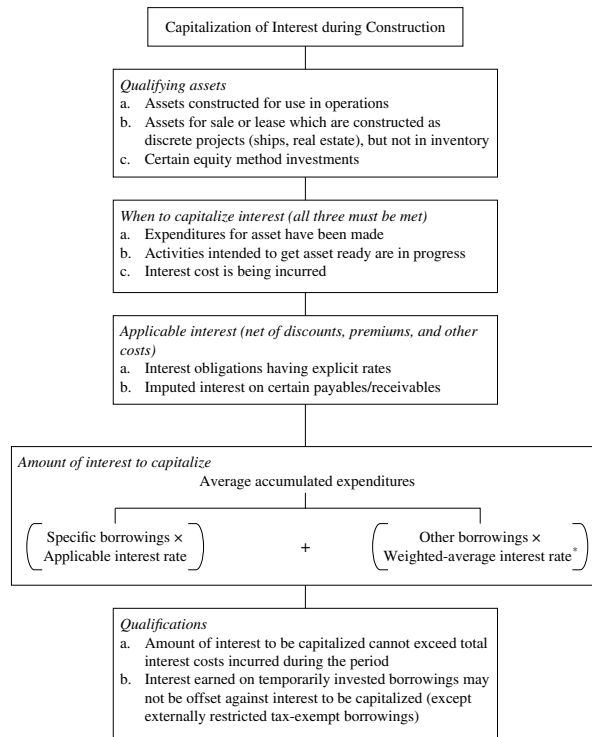 Capitalization of Interest during Construction
Qualifying assets
a. Assets constructed for use in operations
b. Assets for sale or lease which are constructed as
discrete projects (ships, real estate), but not in inventory
c. Certain equity method investments
When to capitalize interest (all three must be met)
a. Expenditures for asset have been made
b. Activities intended to get asset ready are in progress
c. Interest cost is being incurred
Applicable interest (net of discounts, premiums, and other
costs)
a. Interest obligations having explicit rates
b. Imputed interest on certain payables/receivables
Amount of interest to capitalize
Average accumulated expenditures
Specific borrowings ×
Applicable interest rate
+
Other borrowings ×
Weighted-average interest rate*
Qualifications
a. Amount of interest to be capitalized cannot exceed total
interest costs incurred during the period
b. Interest earned on temporarily invested borrowings may
not be offset against interest to be capitalized (except
externally restricted tax-exempt borrowings)